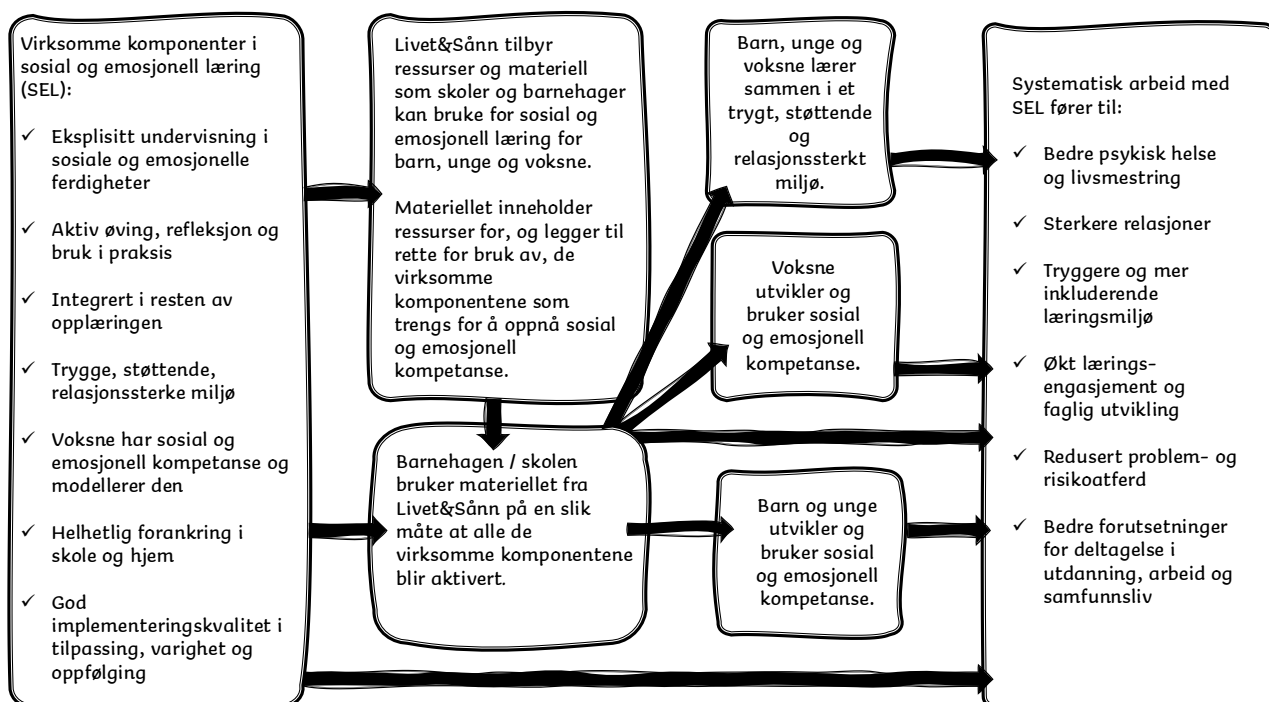 Virksomme komponenter i
sosial og emosjonell læring
(SEL):
✓ Eksplisitt undervisning i
sosiale og emosjonelle
ferdigheter
✓ Aktiv øving, refleksjon og
bruk i praksis
✓ Integrert i resten av
opplæringen
✓ Trygge, støttende,
relasjonssterke miljø
✓ Voksne har sosial og
emosjonell kompetanse og
modellerer den
✓ Helhetlig forankring i
skole og hjem
✓ God
implementeringskvalitet i
tilpassing, varighet og
oppfølging
Livet&Sånn tilbyr
ressurser og materiell
som skoler og barnehager
kan bruke for sosial og
emosjonell læring for
barn, unge og voksne.
Materiellet inneholder
ressurser for, og legger til
rette for bruk av, de
virksomme
komponentene som
trengs for å oppnå sosial
og emosjonell
kompetanse.
Barnehagen / skolen
bruker materiellet fra
Livet&Sånn på en slik
måte at alle de
virksomme komponentene
blir aktivert.
Barn, unge og
voksne lærer
sammen i et
trygt, støttende
og
relasjonssterkt
miljø.
Voksne
utvikler og
bruker sosial
og emosjonell
kompetanse.
Barn og unge
utvikler og
bruker sosial
og emosjonell
kompetanse.
Systematisk arbeid med
SEL fører til:
✓ Bedre psykisk helse
og livsmestring
✓ Sterkere relasjoner
✓ Tryggere og mer
inkluderende
læringsmiljø
✓ Økt lærings-
engasjement og
faglig utvikling
✓ Redusert problem- og
risikoatferd
✓ Bedre forutsetninger
for deltagelse i
utdanning, arbeid og
samfunnsliv